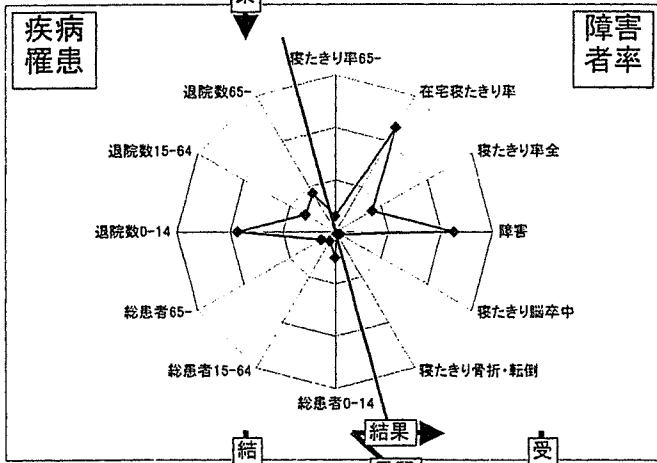 疾病
罹患
障害
者率
寝たきり率65-
退院数65-
在宅寝たきり率
退院数15-64
寝たきり率全
退院数0-14
障害
総患者65-
寝たきり脳卒中
総患者15-64
寝たきり骨折・転倒
総患者0-14
結果
結
受